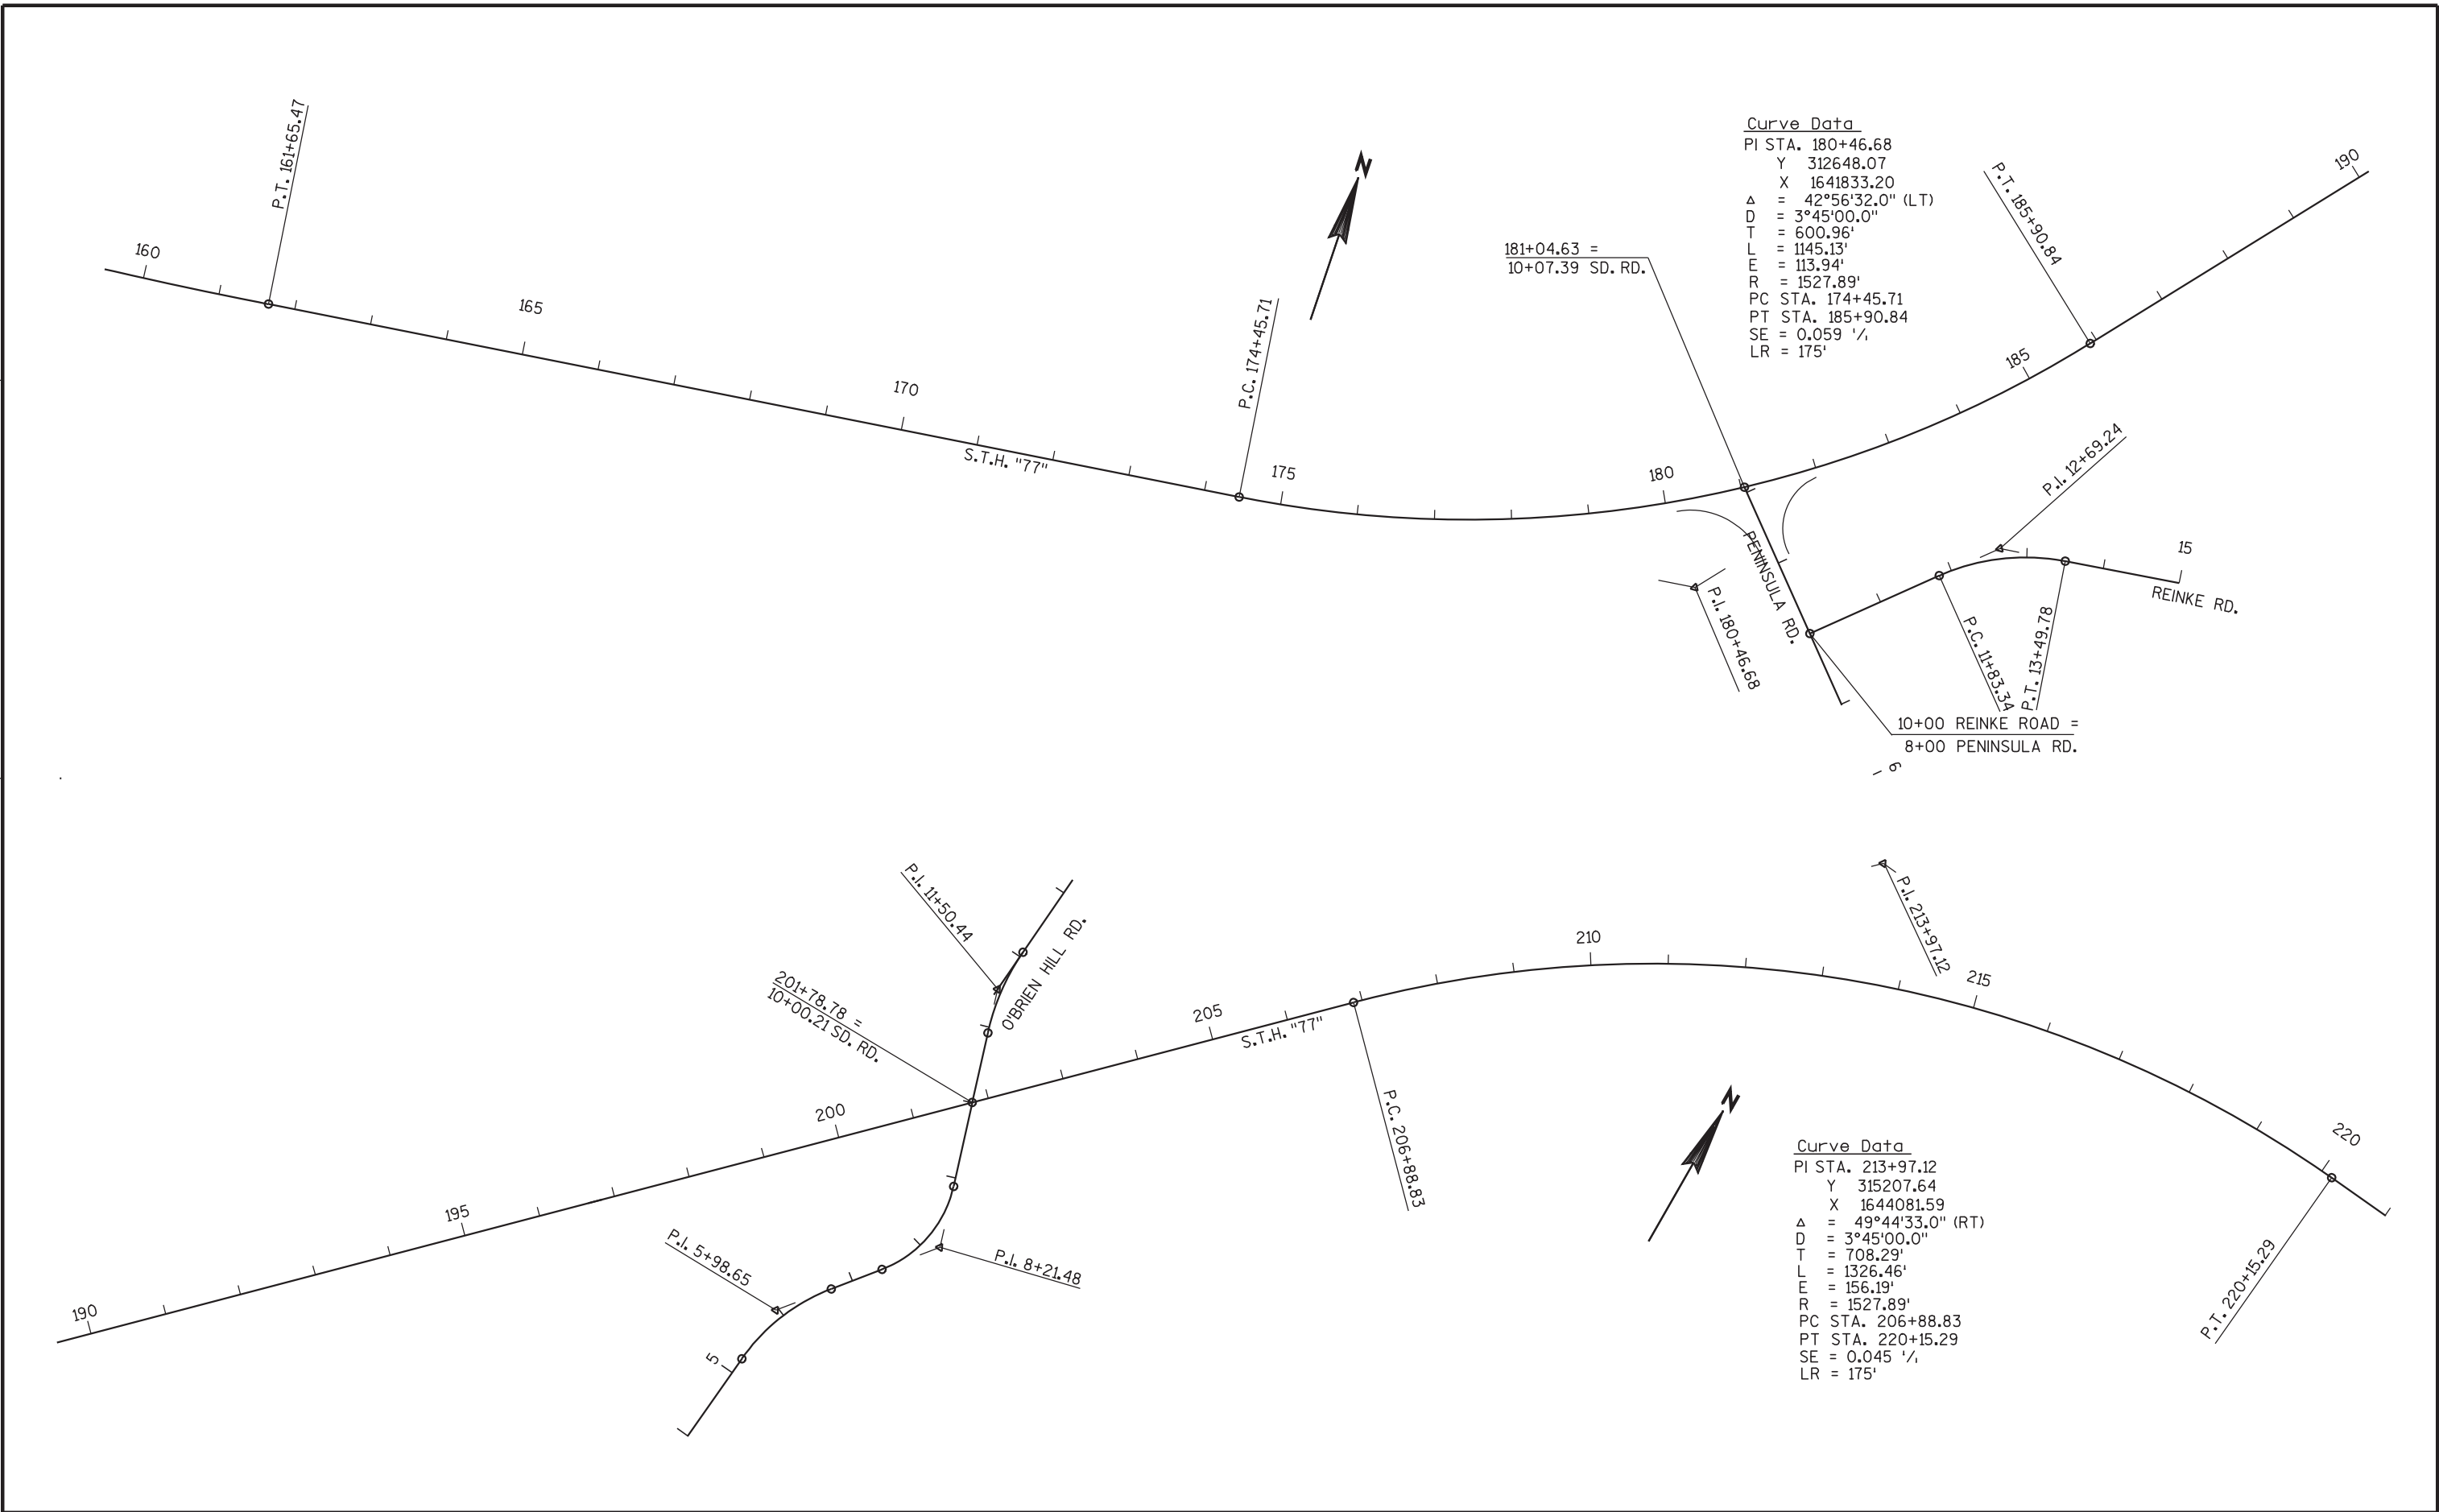 P.T. 161+65.47
160
165
170
S.T.H. "77"
P.C. 174+45.71
175
N
181+04.63 =
10+07.39 SD. RD.
180
Curve Data
PI STA. 180+46.68
Y 312648.07
X 1641833.20
Δ = 42°56'32.0" (LT)
D = 3°45'00.0"
T = 600.96'
L = 1145.13'
E = 113.94'
R = 1527.89'
PC STA. 174+45.71
PT STA. 185+90.84
SE = 0.059 '/,
LR = 175'
P.T. 185+90.84
185
190
PENINSULA RD.
P.I. 180+46.68
P.I. 12+69.24
15
REINKE RD.
P.C. 11+83.34
P.T. 13+49.78
10+00 REINKE ROAD =
8+00 PENINSULA RD.
6
P.I. 11+50.44
O'BRIEN HILL RD.
201+78.78 =
10+00.21 SD. RD.
190
195
200
205
S.T.H. "77"
P.I. 5+98.65
5
P.I. 8+21.48
P.C. 206+88.83
210
P.I. 213+97.12
215
220
N
Curve Data
PI STA. 213+97.12
Y 315207.64
X 1644081.59
Δ = 49°44'33.0" (RT)
D = 3°45'00.0"
T = 708.29'
L = 1326.46'
E = 156.19'
R = 1527.89'
PC STA. 206+88.83
PT STA. 220+15.29
SE = 0.045 '/,
LR = 175'
P.T. 220+15.29